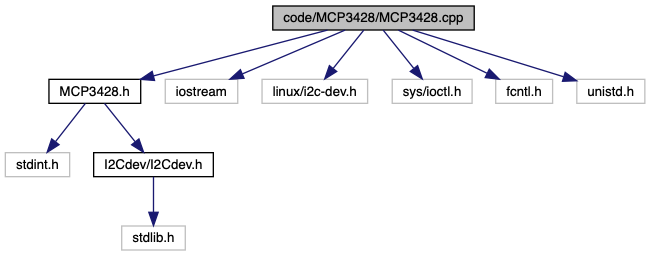 code/MCP3428/MCP3428.cpp
MCP3428.h
iostream
linux/i2c-dev.h
sys/ioctl.h
fcntl.h
unistd.h
stdint.h
I2Cdev/I2Cdev.h
stdlib.h